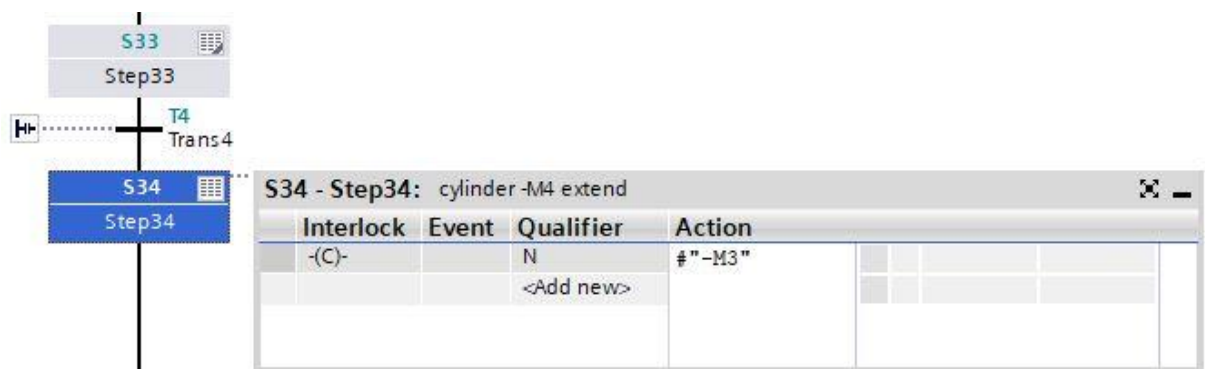 S33
Step33
T4
Trans4
S34
Step34
S34 - Step34: cylinder -M4 extend
Interlock Event Qualifier Action
-(C)- N #"-M3"
<Add new>